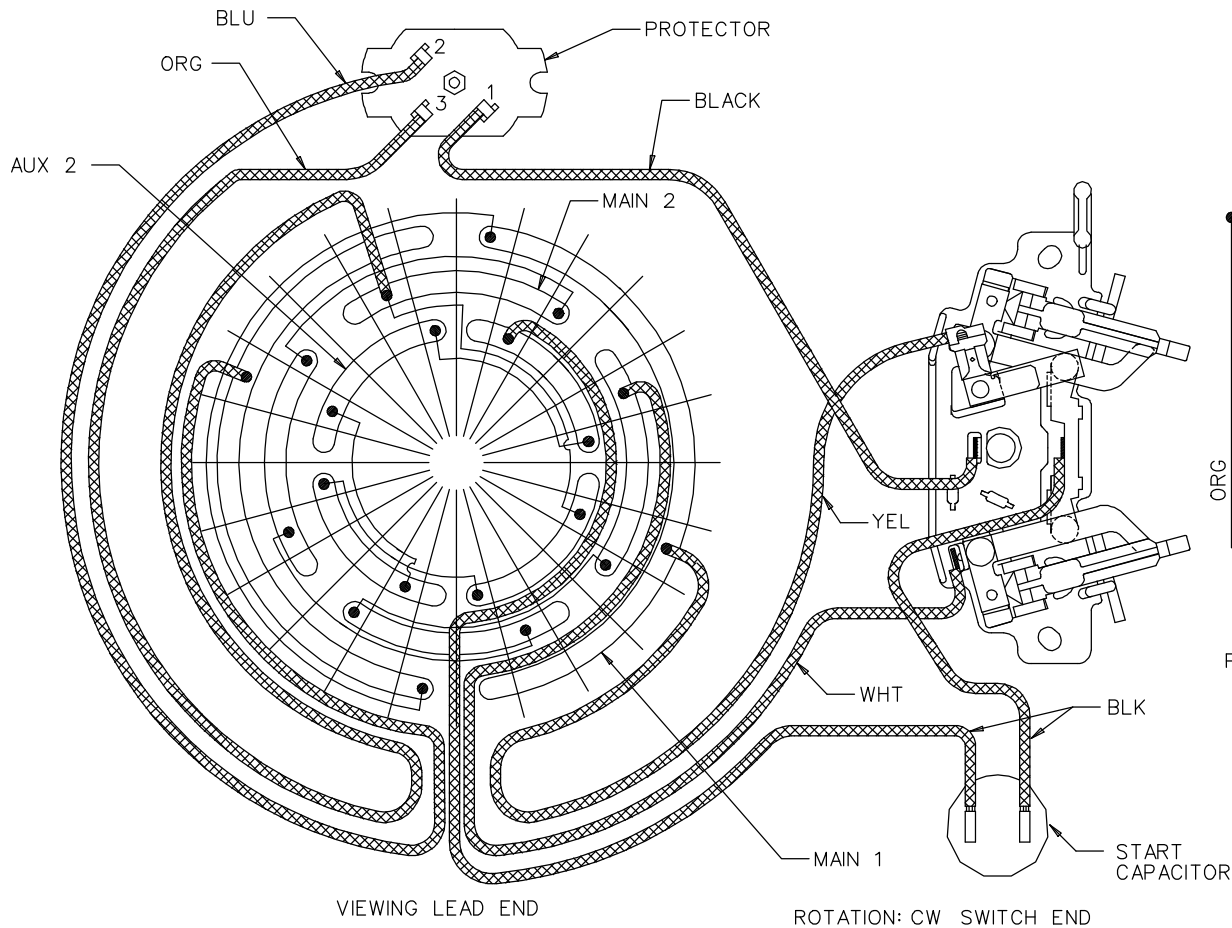 BLU
2
PROTECTOR
ORG
3
1
BLACK
AUX 2
MAIN 2
ORG
YEL
WHT
BLK
MAIN 1
START
CAPACITOR
VIEWING LEAD END
ROTATION: CW SWITCH END